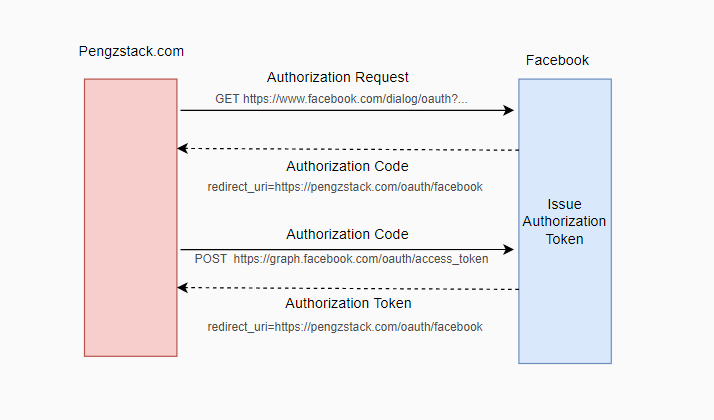 Pengzstack.com
Facebook
Authorization Request
GET https://www.facebook.com/dialog/oauth?...
Authorization Code
redirect_uri=https://pengzstack.com/oauth/facebook
Authorization Code
POST  https://graph.facebook.com/oauth/access_token
Authorization Token
redirect_uri=https://pengzstack.com/oauth/facebook
Issue
Authorization
Token